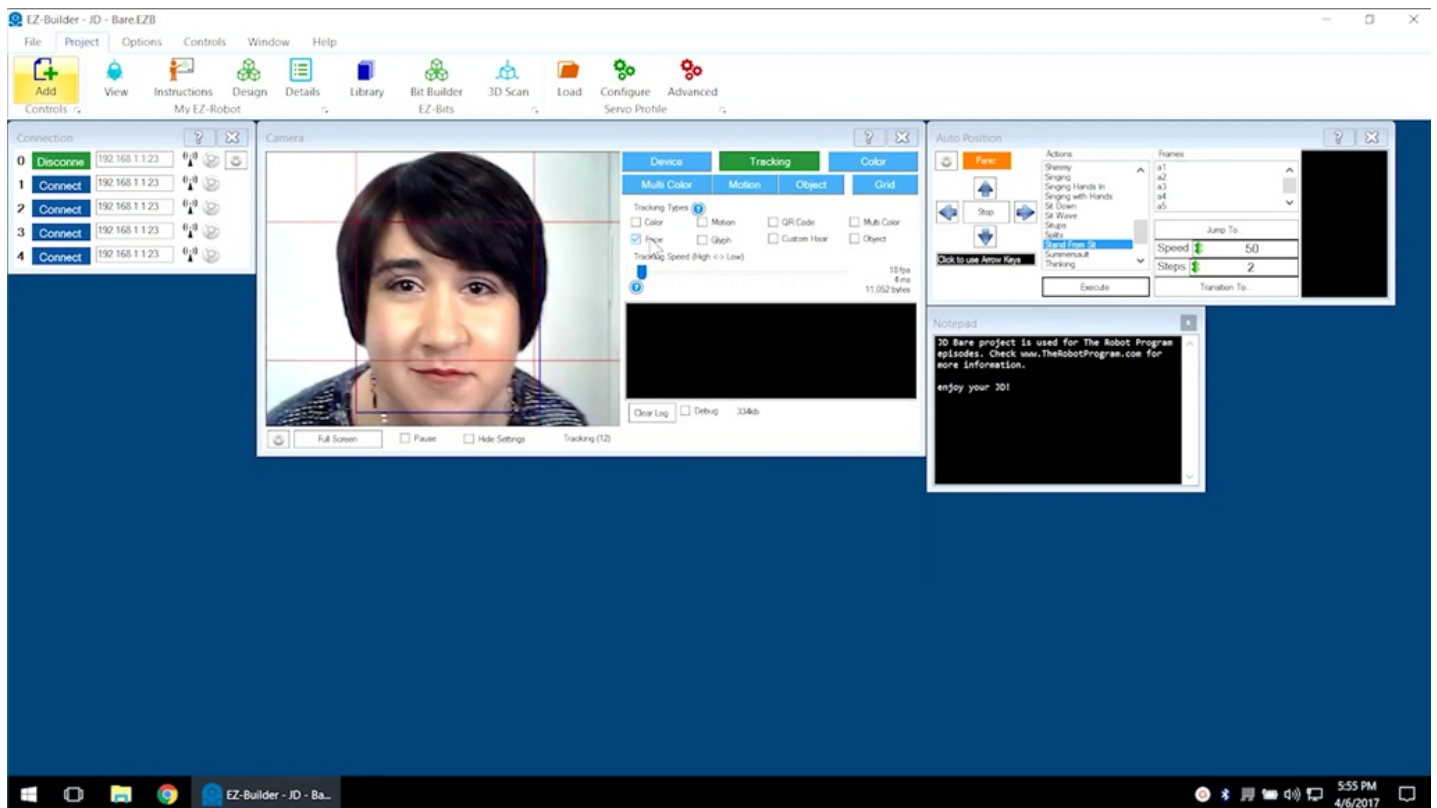 EZ-Builder - JD - Bare.EZB
File Project Options Controls Window Help
Add View Instructions Design Details Library Bit Builder 3D Scan Load Configure Advanced
Controls My EZ-Robot EZ-Bits Servo Profile
Connection
0 Disconne 192.168.1.1:23
1 Connect 192.168.1.1:23
2 Connect 192.168.1.1:23
3 Connect 192.168.1.1:23
4 Connect 192.168.1.1:23
Camera
Device Tracking Color
Multi Color Motion Object Grid
Tracking Types
Color Motion QR Code Multi Color
Face Glyph Custom Haar Object
Tracking Speed (High <-> Low)
18 fps
4 ms
11,052 bytes
Clear Log Debug 334kb
Full Screen Pause Hide Settings Tracking (12)
Auto Position
Panic
Stop
Click to use Arrow Keys
Actions
Shimmy
Singing
Singing Hands In
Singing with Hands
Sit Down
Sit Wave
Situps
Splits
Stand From Sit
Summersault
Thinking
Execute
Frames
a1
a2
a3
a4
a5
Jump To...
Speed 50
Steps 2
Transition To...
Notepad
JD Bare project is used for The Robot Program
episodes. Check www.TheRobotProgram.com for
more information.
enjoy your JD!
EZ-Builder - JD - Ba...
5:55 PM
4/6/2017